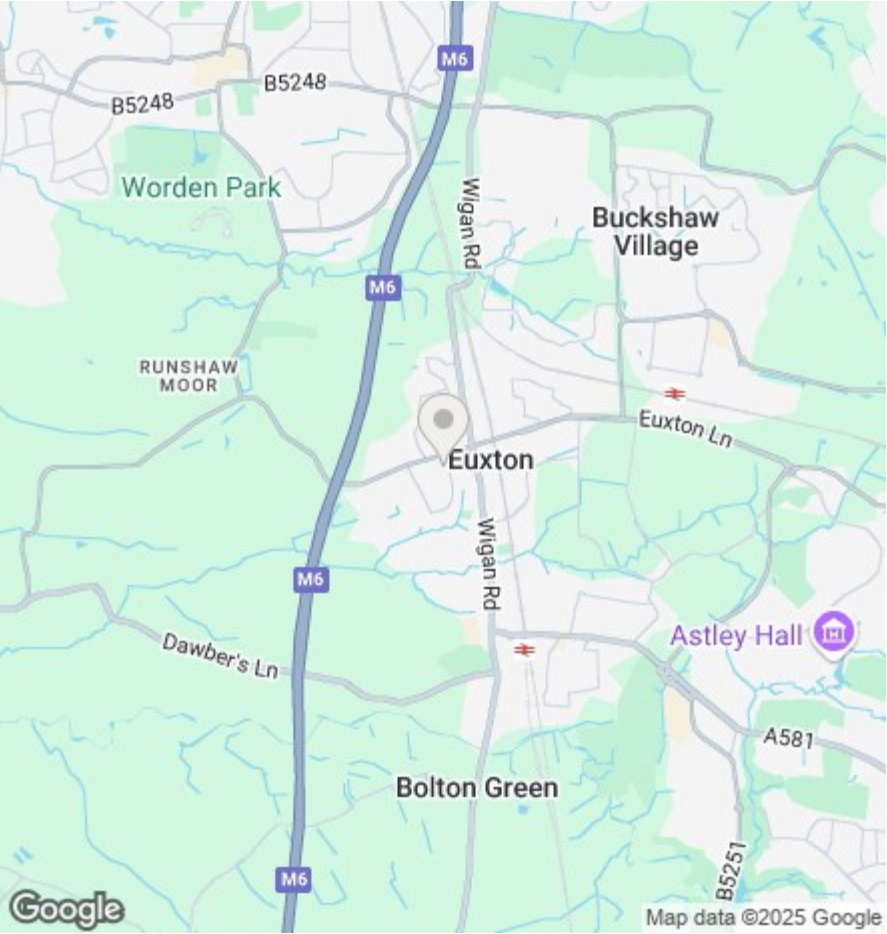 M6
B5248
B5248
Worden Park
Wigan Rd
Buckshaw
Village
M6
RUNSHAW
MOOR
Euxton Ln
Euxton
Wigan Rd
M6
Astley Hall
Dawber's Ln
A581
Bolton Green
B5251
M6
Google
Map data ©2025 Google